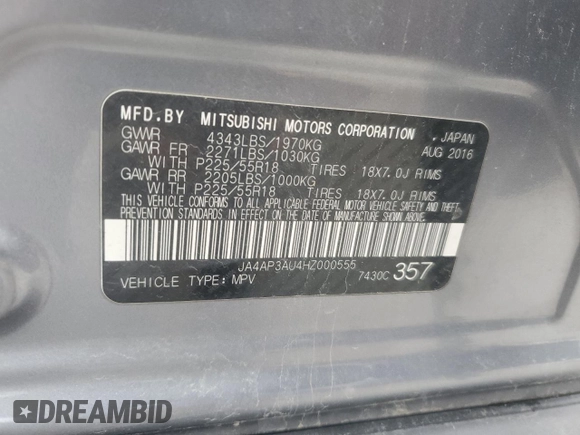 MFD.BY MITSUBISHI MOTORS CORPORATION . JAPAN
GVWR 4343LBS/1970KG AUG 2016
GAWR FR 2271LBS/1030KG
WITH P225/55R18 TIRES 18X7.0J RIMS
GAWR RR 2205LBS/1000KG
WITH P225/55R18 TIRES 18X7.0J RIMS
THIS VEHICLE CONFORMS TO ALL APPLICABLE FEDERAL MOTOR VEHICLE SAFETY AND THEFT
PREVENTION STANDARDS IN EFFECT ON THE DATE OF MANUFACTURE SHOWN ABOVE.
JA4AP3AU4HZ000555
VEHICLE TYPE:MPV 7430C 357
DREAMBID